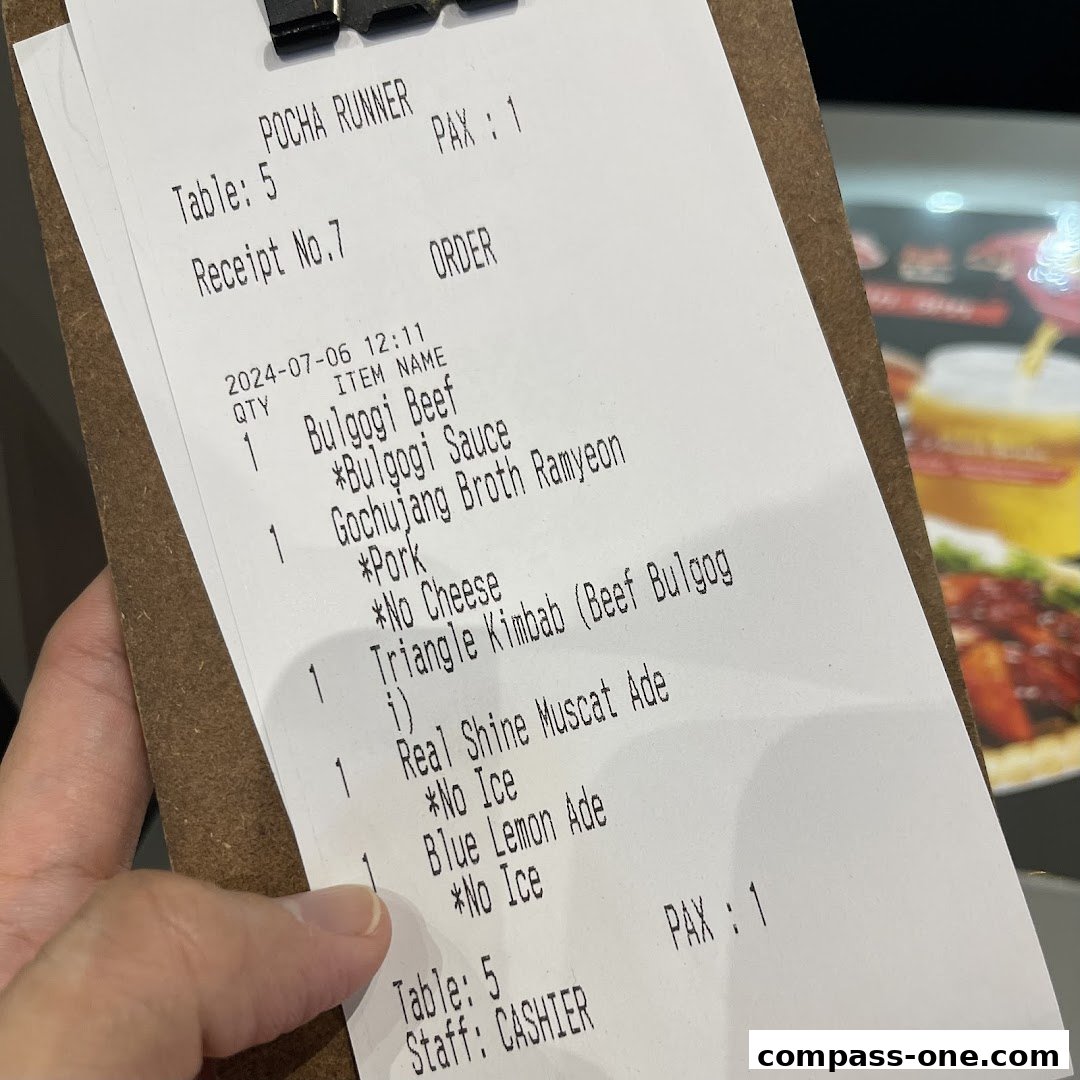 POCHA RUNNER
PAX : 1
Table: 5
Receipt No.7
ORDER
2024-07-06 12:11
QTY ITEM NAME
1 Bulgogi Beef
*Bulgogi Sauce
1 Gochujang Broth Ramyeon
*Pork
*No Cheese
1 Triangle Kimbab (Beef Bulgog
i)
1 Real Shine Muscat Ade
*No Ice
1 Blue Lemon Ade
*No Ice
PAX : 1
Table: 5
Staff: CASHIER
compass-one.com